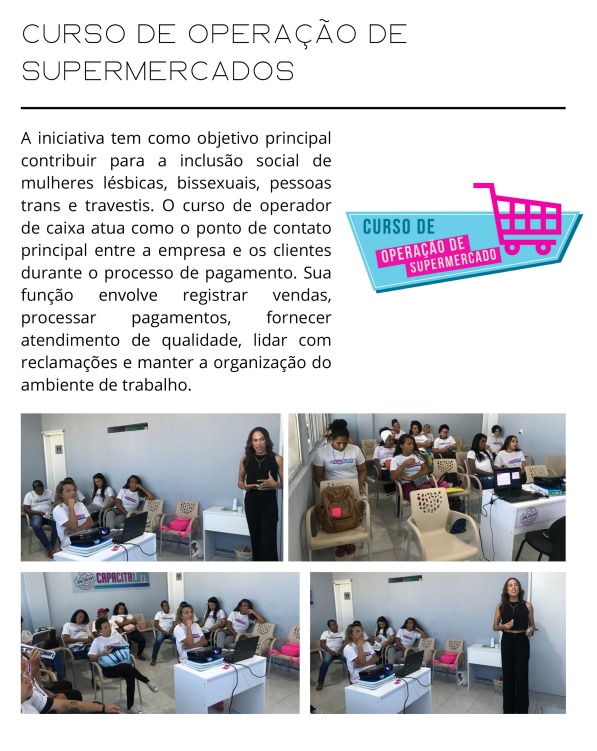 CURSO DE OPERAÇÃO DE
SUPERMERCADOS
A iniciativa tem como objetivo principal
contribuir para a inclusão social de
mulheres lésbicas, bissexuais, pessoas
trans e travestis. O curso de operador
de caixa atua como o ponto de contato
principal entre a empresa e os clientes
durante o processo de pagamento. Sua
função envolve registrar vendas,
processar pagamentos, fornecer
atendimento de qualidade, lidar com
reclamações e manter a organização do
ambiente de trabalho.
CURSO DE
OPERAÇÃO DE
SUPERMERCADO
CAPACITA